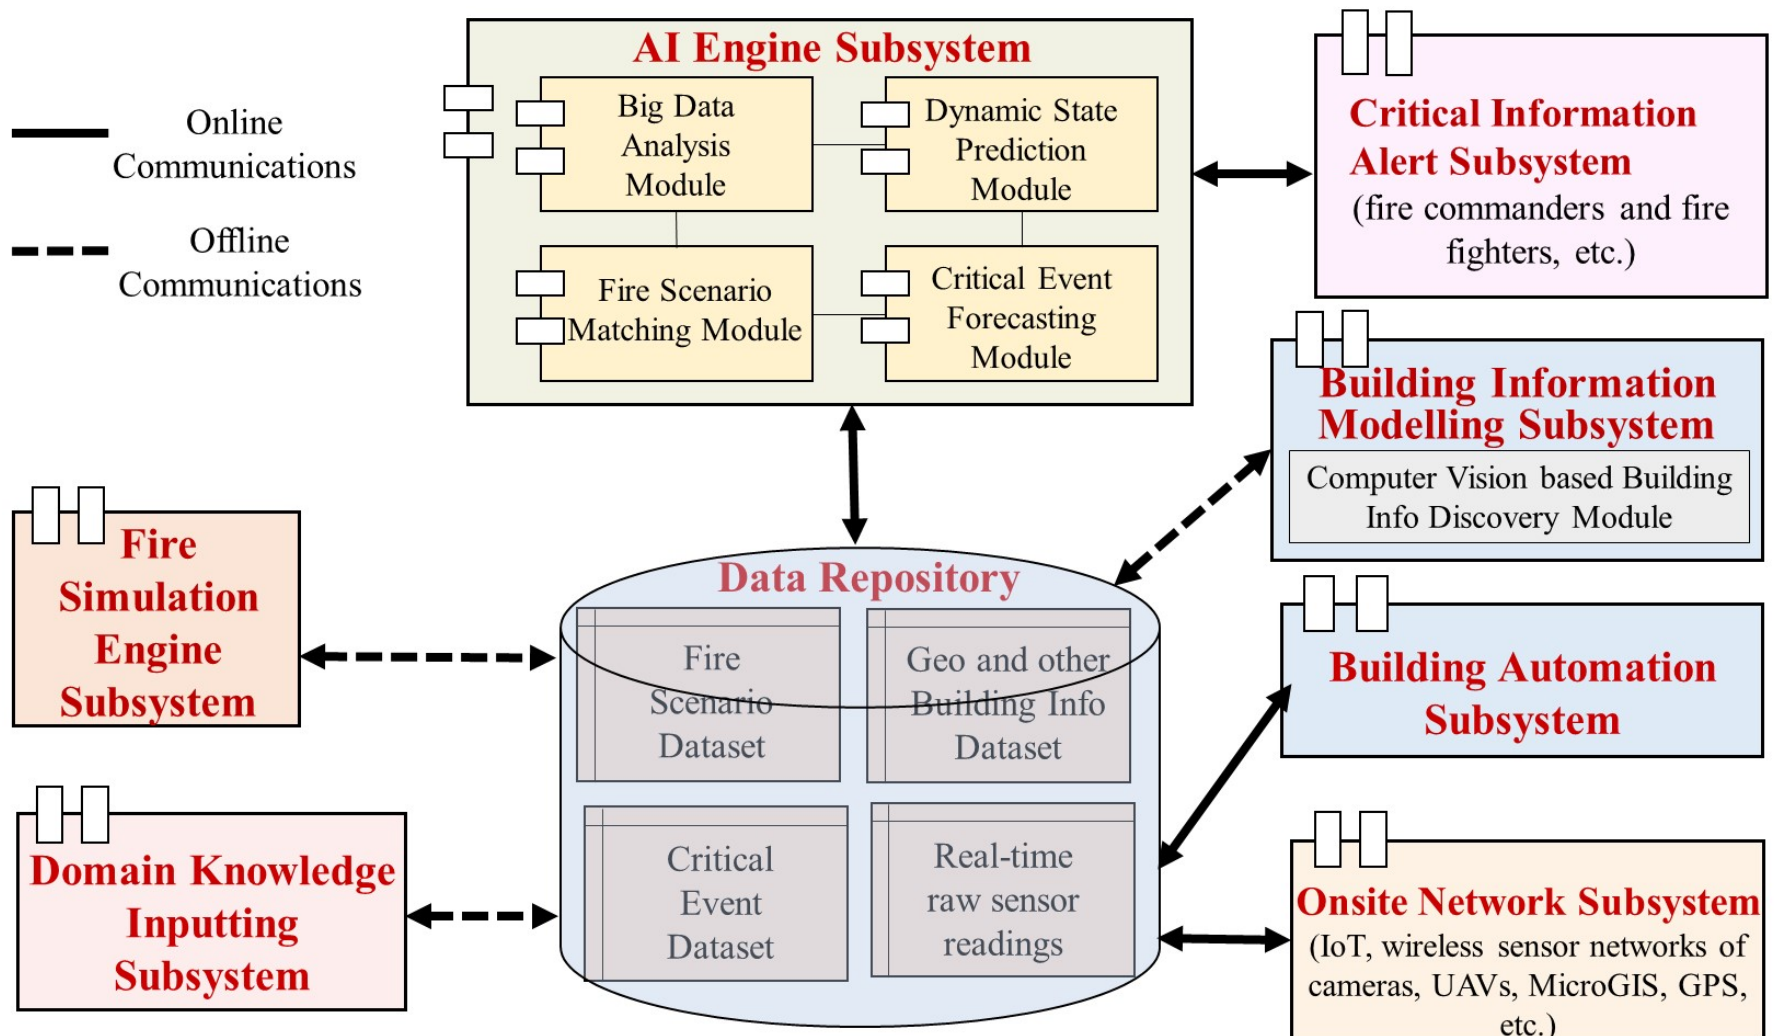 AI Engine Subsystem
Online
Communications
Offline
Communications
Big Data
Analysis
Module
Dynamic State
Prediction
Module
Fire Scenario
Matching Module
Critical Event
Forecasting
Module
Critical Information
Alert Subsystem
(fire commanders and fire
fighters, etc.)
Building Information
Modelling Subsystem
Computer Vision based Building
Info Discovery Module
Fire
Simulation
Engine
Subsystem
Data Repository
Fire
Scenario
Dataset
Geo and other
Building Info
Dataset
Building Automation
Subsystem
Domain Knowledge
Inputting
Subsystem
Critical
Event
Dataset
Real-time
raw sensor
readings
Onsite Network Subsystem
(IoT, wireless sensor networks of
cameras, UAVs, MicroGIS, GPS,
etc.)